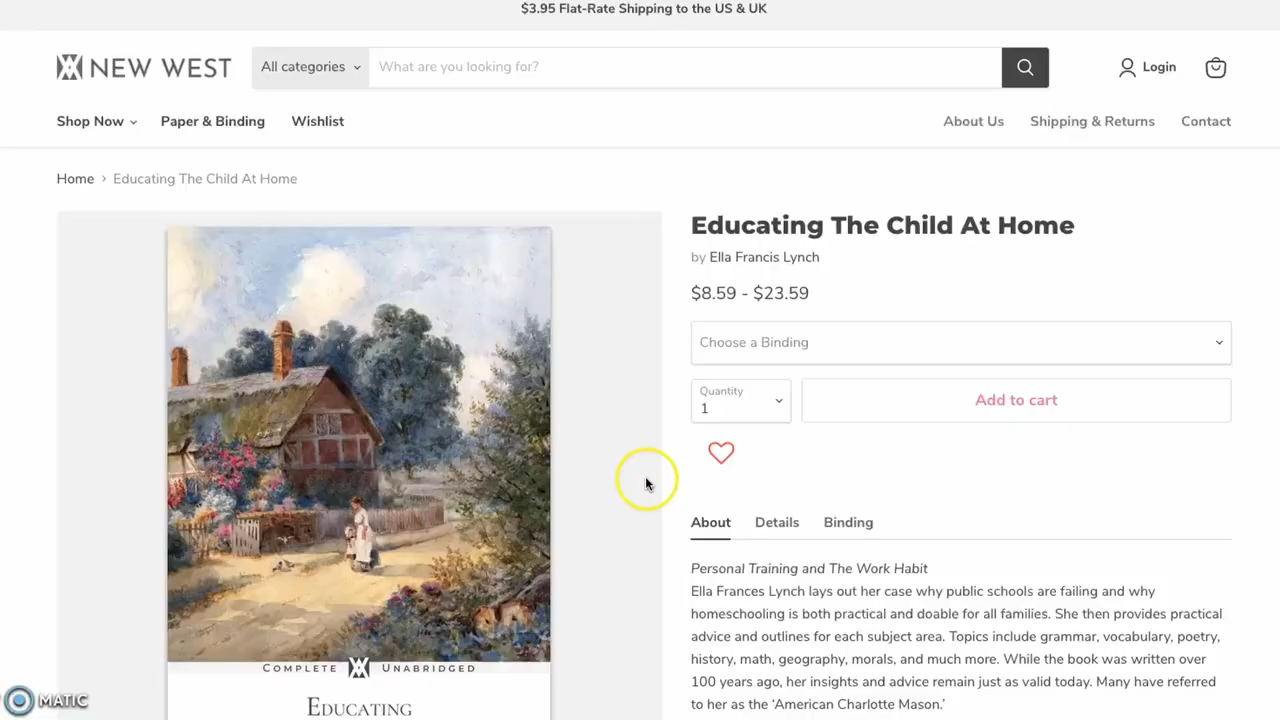 $3.95 Flat-Rate Shipping to the US & UK
NEW WEST
All categories
What are you looking for?
Login
Shop Now
Paper & Binding
Wishlist
About Us
Shipping & Returns
Contact
Home > Educating The Child At Home
Educating The Child At Home
by Ella Francis Lynch
$8.59 - $23.59
Choose a Binding
Quantity
1
Add to cart
About
Details
Binding
Personal Training and The Work Habit
Ella Frances Lynch lays out her case why public schools are failing and why
homeschooling is both practical and doable for all families. She then provides practical
advice and outlines for each subject area. Topics include grammar, vocabulary, poetry,
history, math, geography, morals, and much more. While the book was written over
100 years ago, her insights and advice remain just as valid today. Many have referred
to her as the ‘American Charlotte Mason.’
COMPLETE UNABRIDGED
EDUCATING
MATIC